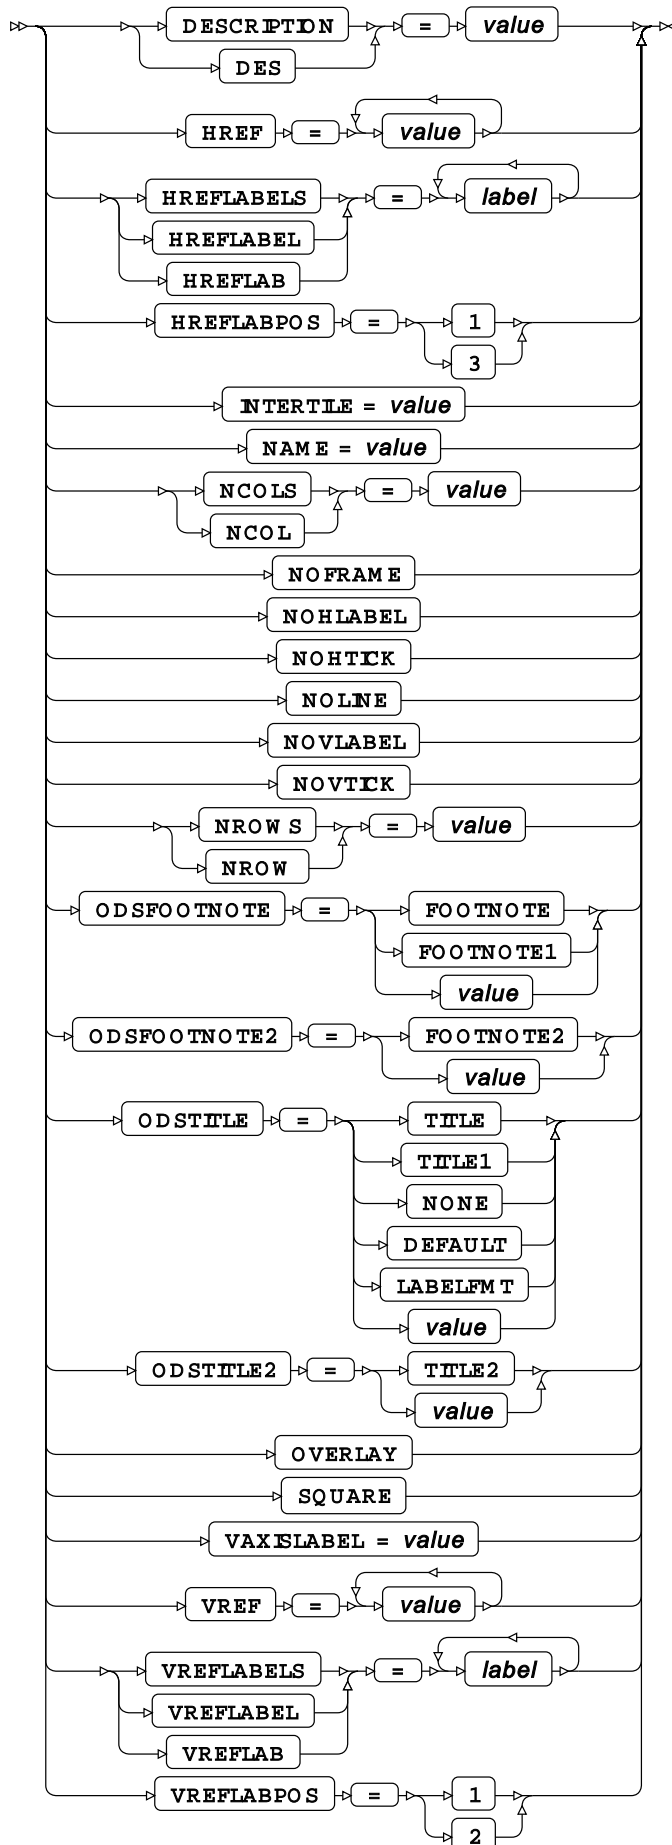 DESCRIPTION = value
DES
HREF = value
HREFLABELS = label
HREFLABEL
HREFLAB
HREFLABPOS = 1
3
INTERTILE = value
NAME = value
NCOLS = value
NCOL
NOFRAME
NOHLABEL
NOHTICK
NOLINE
NOVLABEL
NOVTICK
NROWS = value
NROW
ODSFOOTNOTE = FOOTNOTE
FOOTNOTE1
value
ODSFOOTNOTE2 = FOOTNOTE2
value
ODSTITLE = TITLE
TITLE1
NONE
DEFAULT
LABELFMT
value
ODSTITLE2 = TITLE2
value
OVERLAY
SQUARE
VAXISLABEL = value
VREF = value
VREFLABELS = label
VREFLABEL
VREFLAB
VREFLABPOS = 1
2